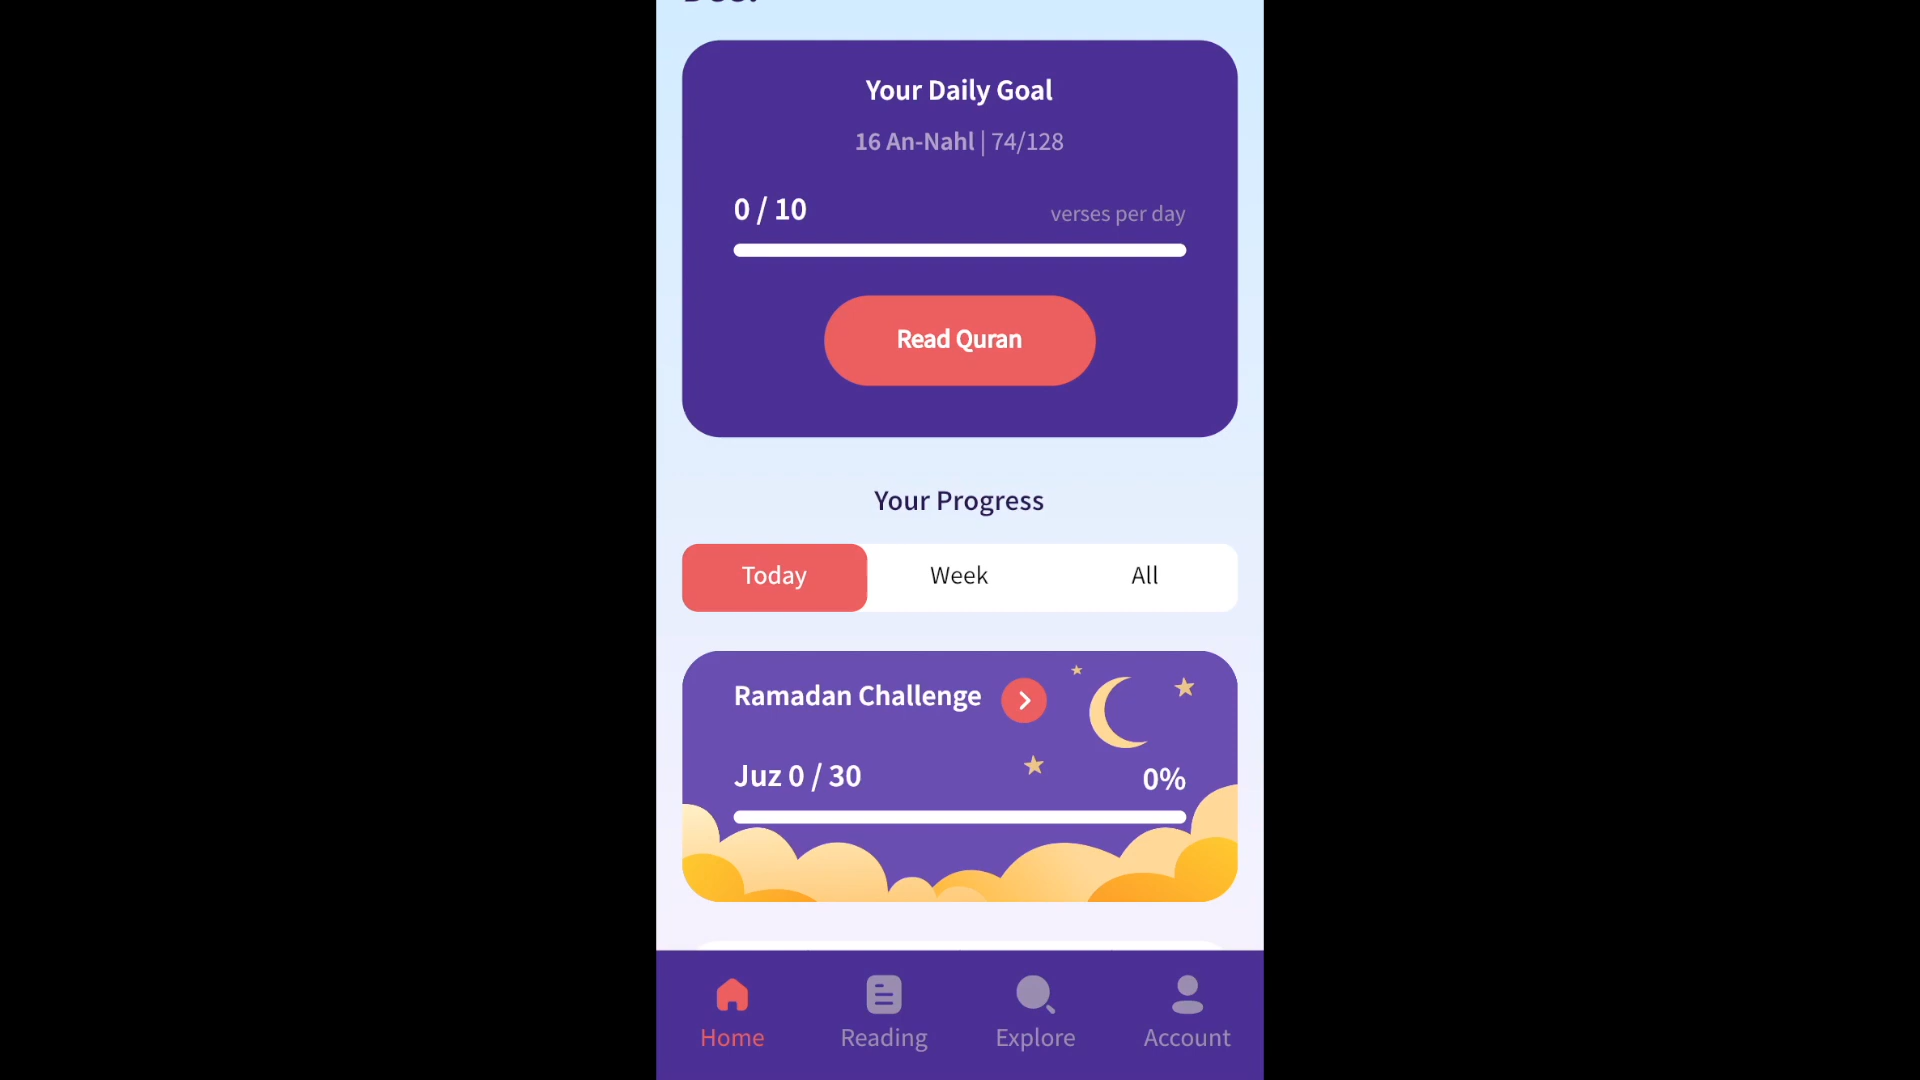 Your Daily Goal
16 An-Nahl | 74/128
0 / 10
verses per day
Read Quran
Your Progress
Today Week All
Ramadan Challenge
Juz 0 / 30
0%
Home Reading Explore Account